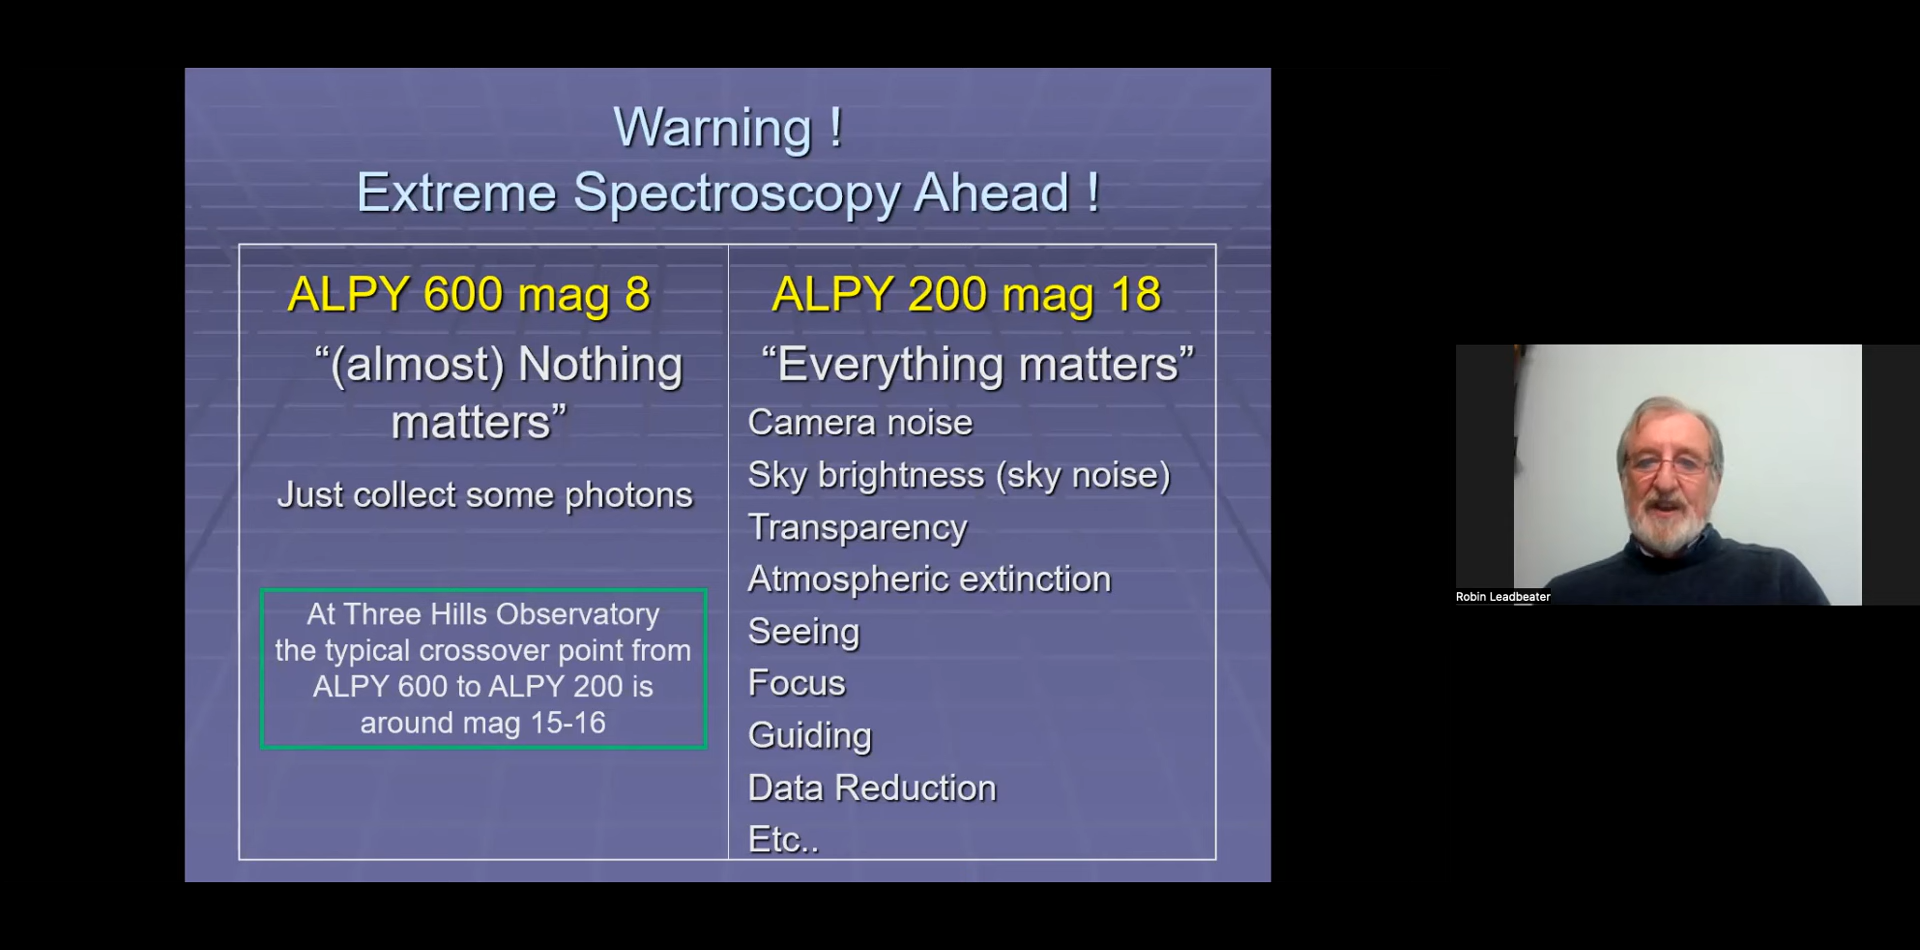 Warning !
Extreme Spectroscopy Ahead !
ALPY 600 mag 8
“(almost) Nothing
matters”
Just collect some photons
At Three Hills Observatory
the typical crossover point from
ALPY 600 to ALPY 200 is
around mag 15-16
ALPY 200 mag 18
“Everything matters”
Camera noise
Sky brightness (sky noise)
Transparency
Atmospheric extinction
Seeing
Focus
Guiding
Data Reduction
Etc..
Robin Leadbeater